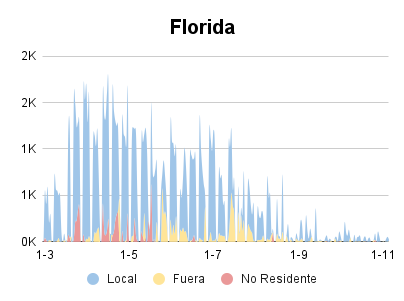 Florida
2K
2K
1K
1K
0K
1-3 1-5 1-7 1-9 1-11
Local Fuera No Residente